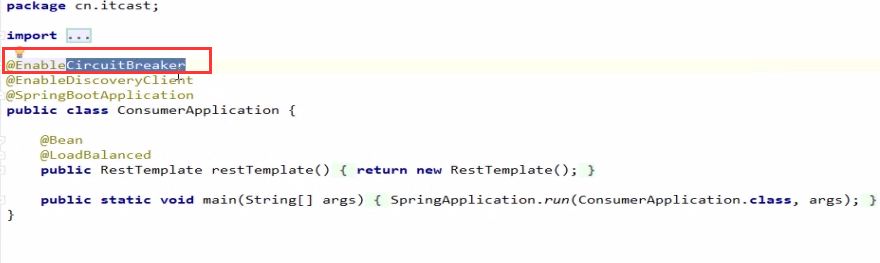 package cn.itcast;
import ...
@EnableCircuitBreaker
@EnableDiscoveryClient
@SpringBootApplication
public class ConsumerApplication {
@Bean
@LoadBalanced
public RestTemplate restTemplate() { return new RestTemplate(); }
public static void main(String[] args) { SpringApplication.run(ConsumerApplication.class, args); }
}